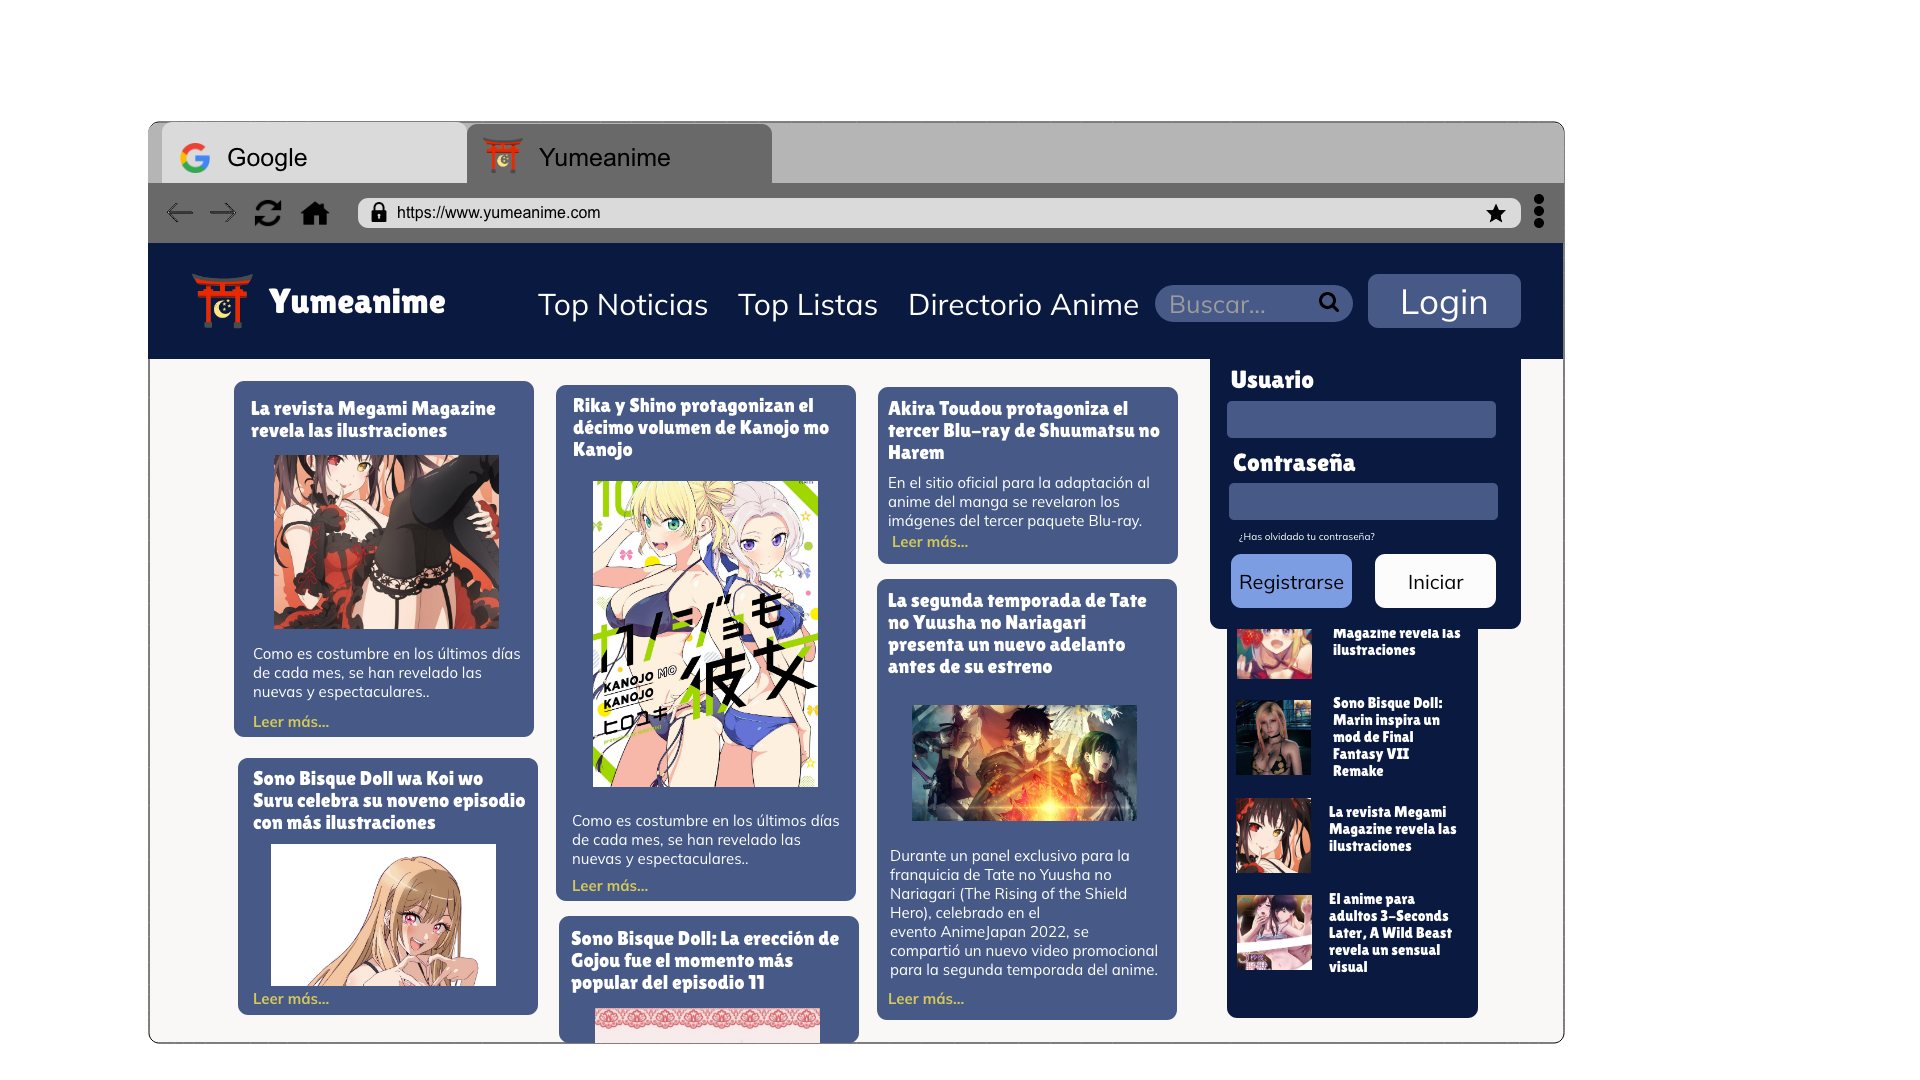 Google
Yumeanime
https://www.yumeanime.com
Yumeanime
Top Noticias
Top Listas
Directorio Anime
Buscar...
Login
La revista Megami Magazine
revela las ilustraciones
Como es costumbre en los últimos días
de cada mes, se han revelado las
nuevas y espectaculares..
Leer más...
Sono Bisque Doll wa Koi wo
Suru celebra su noveno episodio
con más ilustraciones
Leer más...
Rika y Shino protagonizan el
décimo volumen de Kanojo mo
Kanojo
10
カノジョも
彼女
KANOJO MO
KANOJO
ヒロユキ
Como es costumbre en los últimos días
de cada mes, se han revelado las
nuevas y espectaculares..
Leer más...
Sono Bisque Doll: La erección de
Gojou fue el momento más
popular del episodio 11
Akira Toudou protagoniza el
tercer Blu-ray de Shuumatsu no
Harem
En el sitio oficial para la adaptación al
anime del manga se revelaron los
imágenes del tercer paquete Blu-ray.
Leer más...
La segunda temporada de Tate
no Yuusha no Nariagari
presenta un nuevo adelanto
antes de su estreno
Durante un panel exclusivo para la
franquicia de Tate no Yuusha no
Nariagari (The Rising of the Shield
Hero), celebrado en el
evento AnimeJapan 2022, se
compartió un nuevo video promocional
para la segunda temporada del anime.
Leer más...
Usuario
Contraseña
¿Has olvidado tu contraseña?
Registrarse
Iniciar
Magazine revela las
ilustraciones
Sono Bisque Doll:
Marin inspira un
mod de Final
Fantasy VII
Remake
La revista Megami
Magazine revela las
ilustraciones
El anime para
adultos 3-Seconds
Later, A Wild Beast
revela un sensual
visual